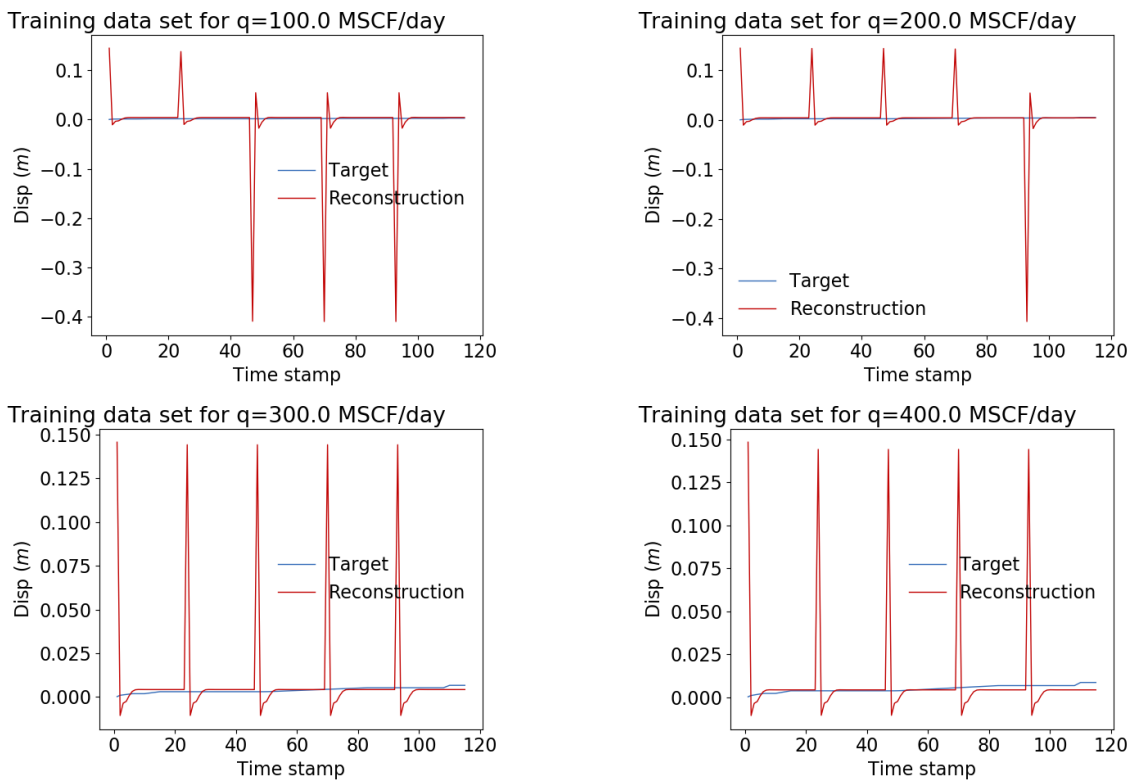 Training data set for q=100.0 MSCF/day
0.1
0.0
−0.1
−0.2
−0.3
−0.4
Disp (m)
Target
Reconstruction
0 20 40 60 80 100 120
Time stamp
Training data set for q=200.0 MSCF/day
0.1
0.0
−0.1
−0.2
−0.3
−0.4
Disp (m)
Target
Reconstruction
0 20 40 60 80 100 120
Time stamp
Training data set for q=300.0 MSCF/day
0.150
0.125
0.100
0.075
0.050
0.025
0.000
Disp (m)
Target
Reconstruction
0 20 40 60 80 100 120
Time stamp
Training data set for q=400.0 MSCF/day
0.150
0.125
0.100
0.075
0.050
0.025
0.000
Disp (m)
Target
Reconstruction
0 20 40 60 80 100 120
Time stamp